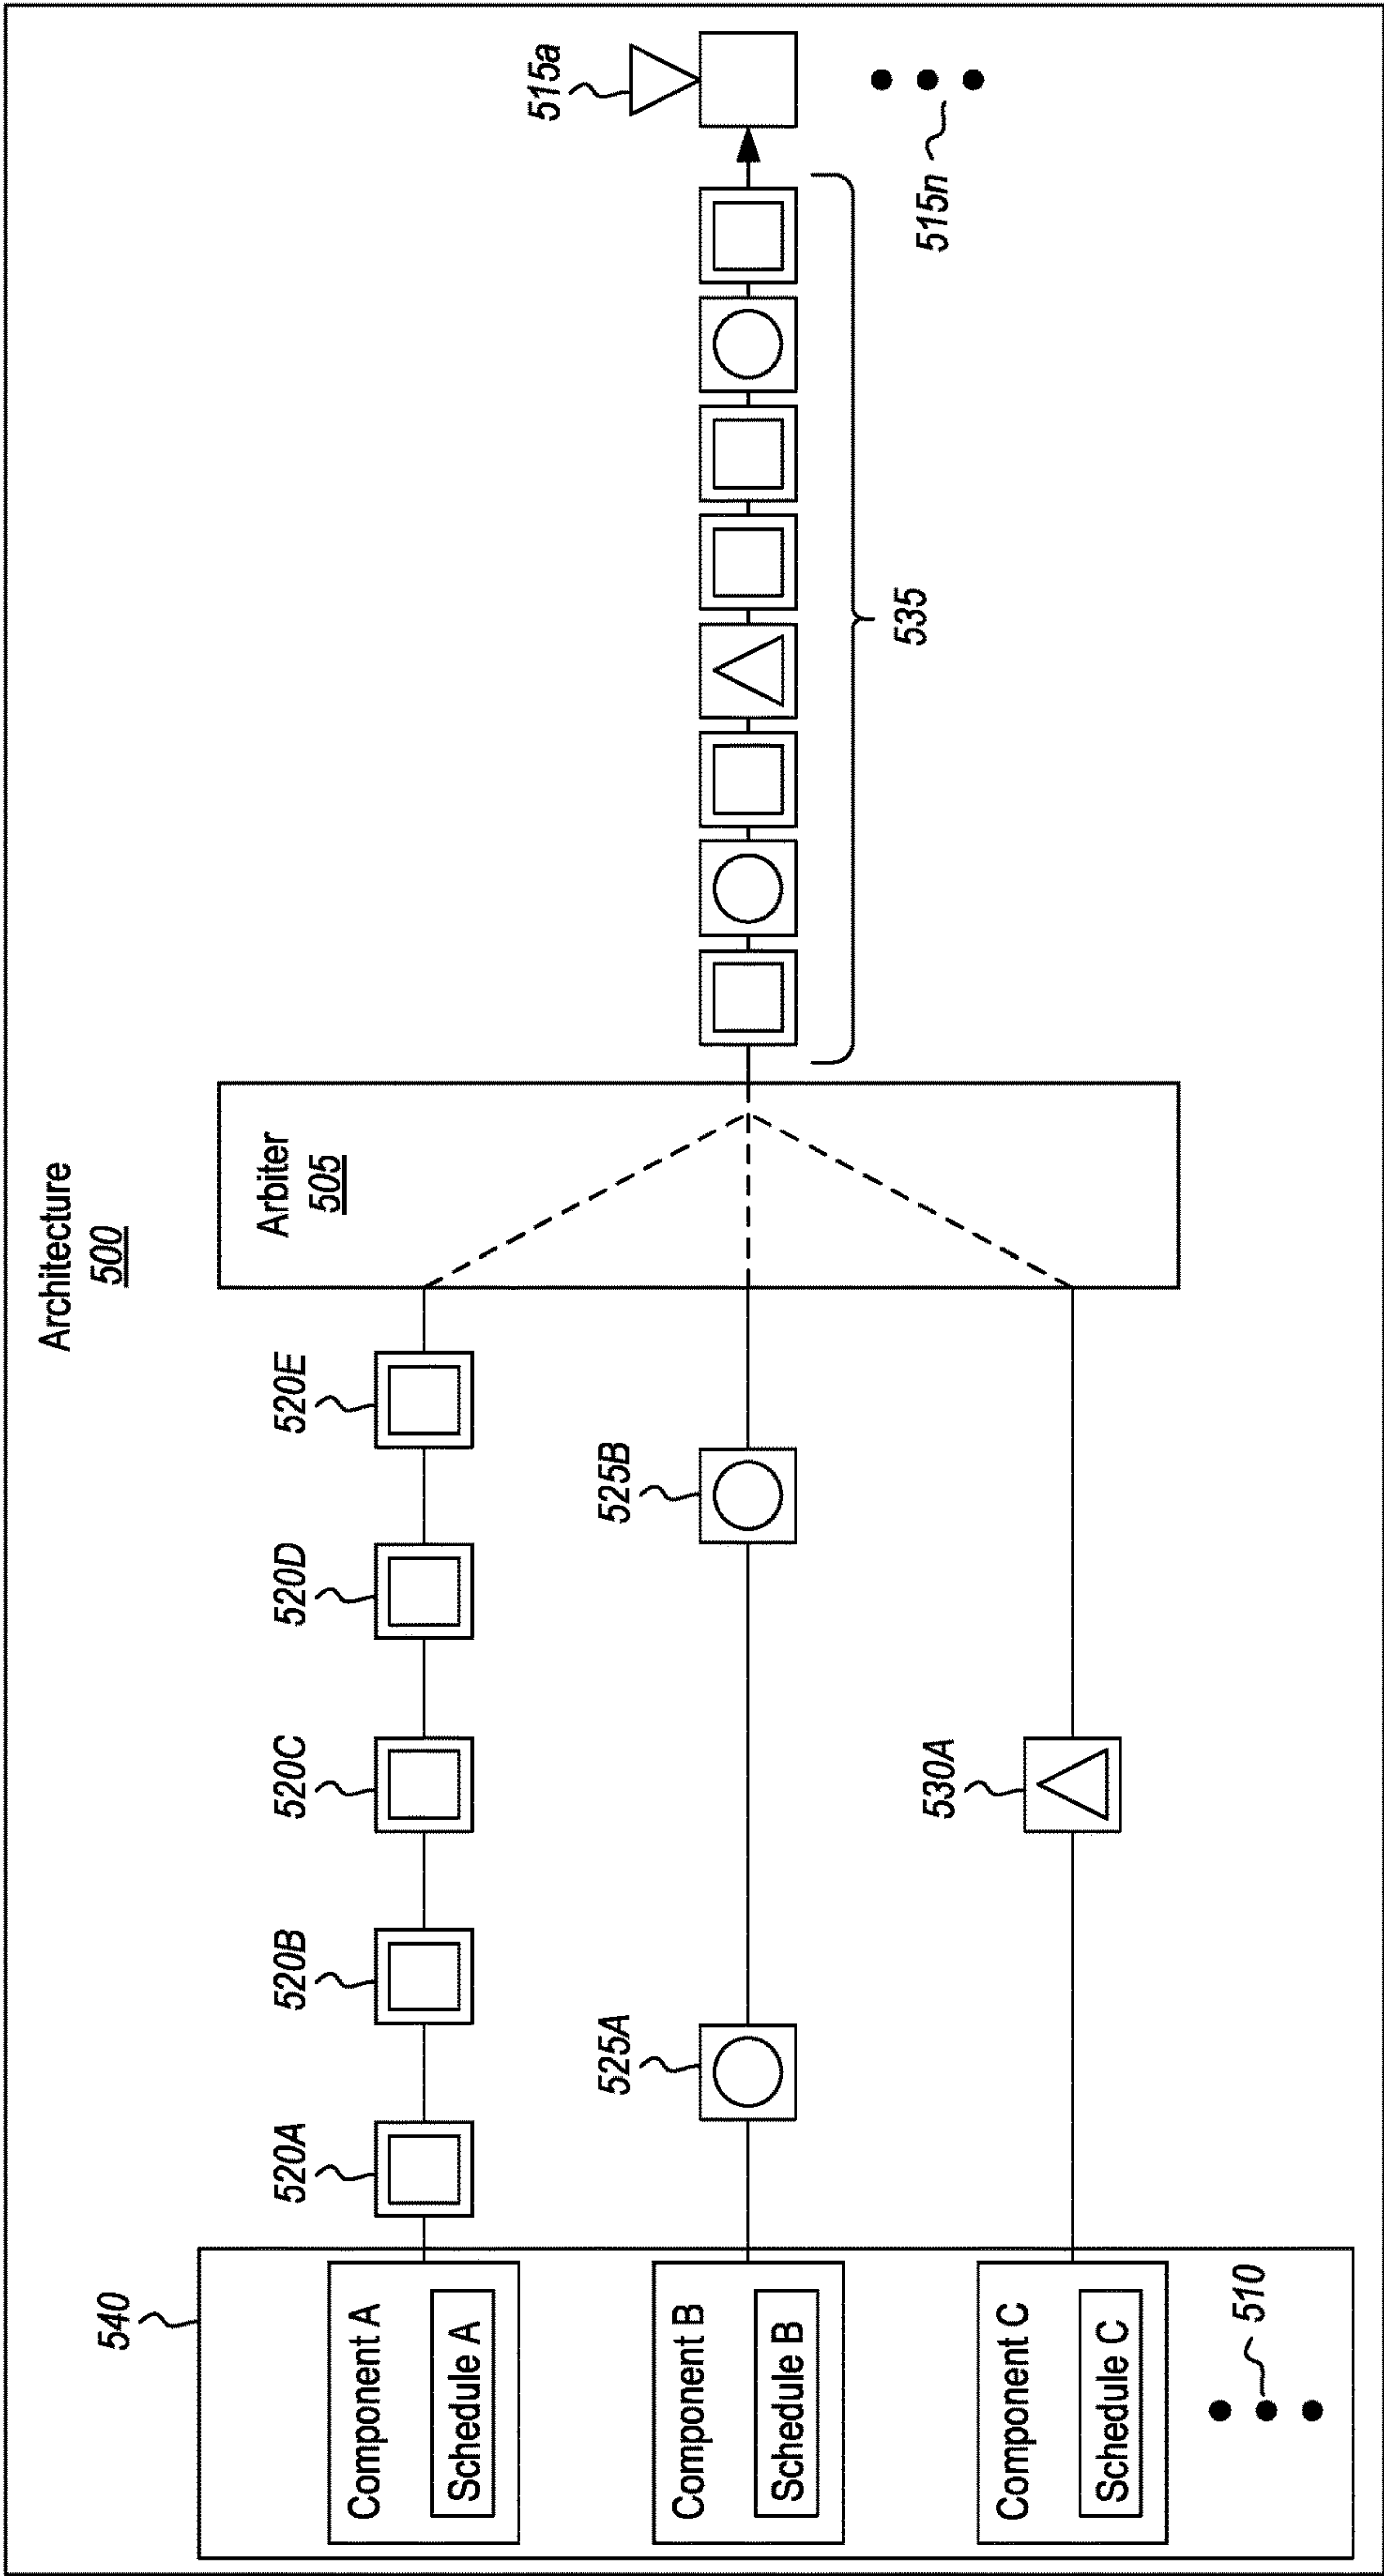 Architecture
500
540
Component A
Schedule A
520A
520B
520C
520D
520E
Component B
Schedule B
525A
525B
Component C
Schedule C
530A
510
Arbiter
505
535
515a
515n